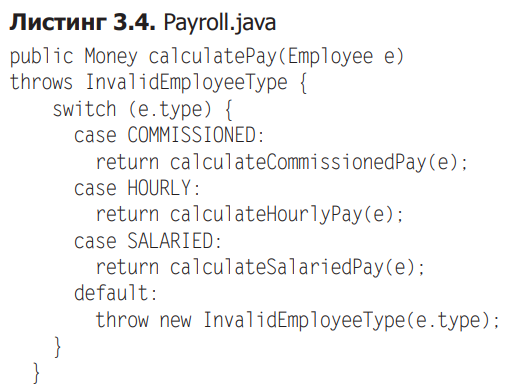 Листинг 3.4. Payroll.java
public Money calculatePay(Employee e)
throws InvalidEmployeeType {
switch (e.type) {
case COMMISSIONED:
return calculateCommissionedPay(e);
case HOURLY:
return calculateHourlyPay(e);
case SALARIED:
return calculateSalariedPay(e);
default:
throw new InvalidEmployeeType(e.type);
}
}